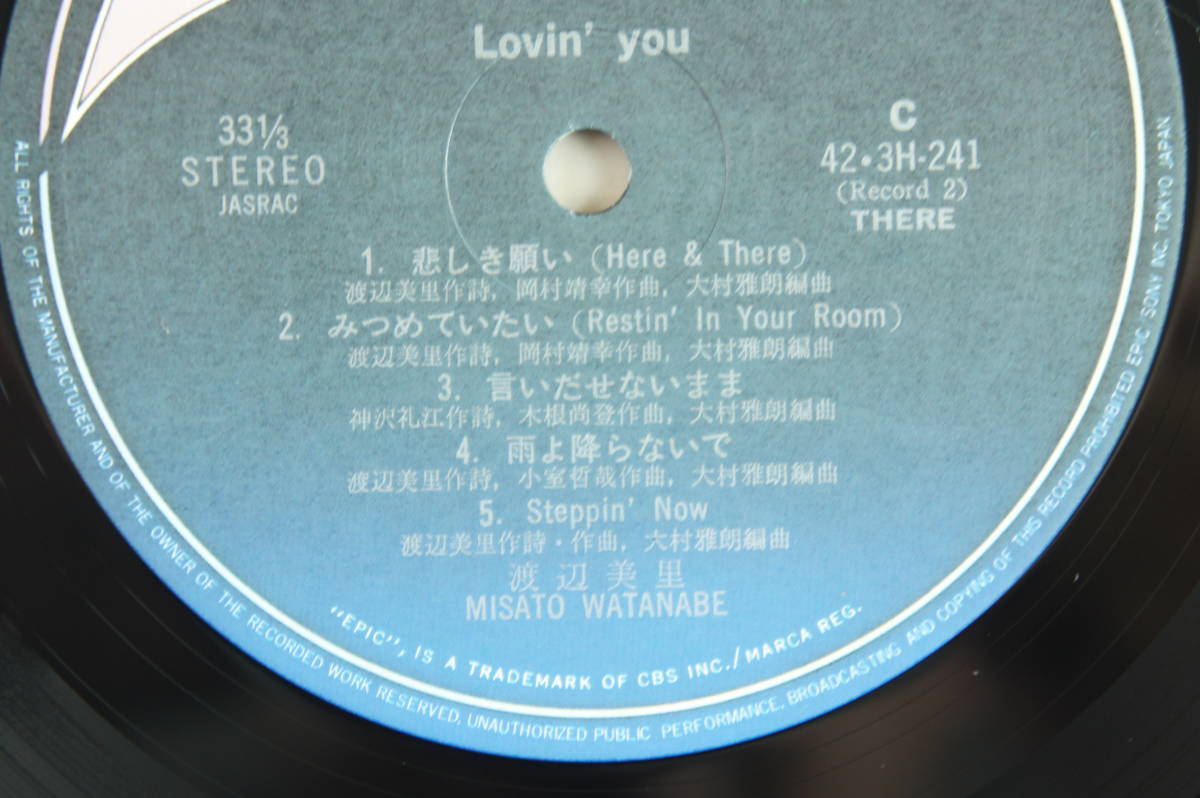 Lovin' you
33⅓
STEREO
JASRAC
C
42・3H-241
(Record 2)
THERE
1. 悲しき願い (Here & There)
渡辺美里作詩, 岡村靖幸作曲, 大村雅朗編曲
2. みつめていたい (Restin' In Your Room)
渡辺美里作詩, 岡村靖幸作曲, 大村雅朗編曲
3. 言いだせないまま
神沢礼江作詩, 木根尚登作曲, 大村雅朗編曲
4. 雨よ降らないで
渡辺美里作詩, 小室哲哉作曲, 大村雅朗編曲
5. Steppin' Now
渡辺美里作詩・作曲, 大村雅朗編曲
渡辺美里
MISATO WATANABE
"EPIC", IS A TRADEMARK OF CBS INC./MARCA REG.
ALL RIGHTS OF THE MANUFACTURER AND OF THE OWNER OF THE RECORDED WORK RESERVED, UNAUTHORIZED PUBLIC PERFORMANCE, BROADCASTING AND COPYING OF THIS RECORD PROHIBITED EPIC/SONY INC. TOKYO JAPAN